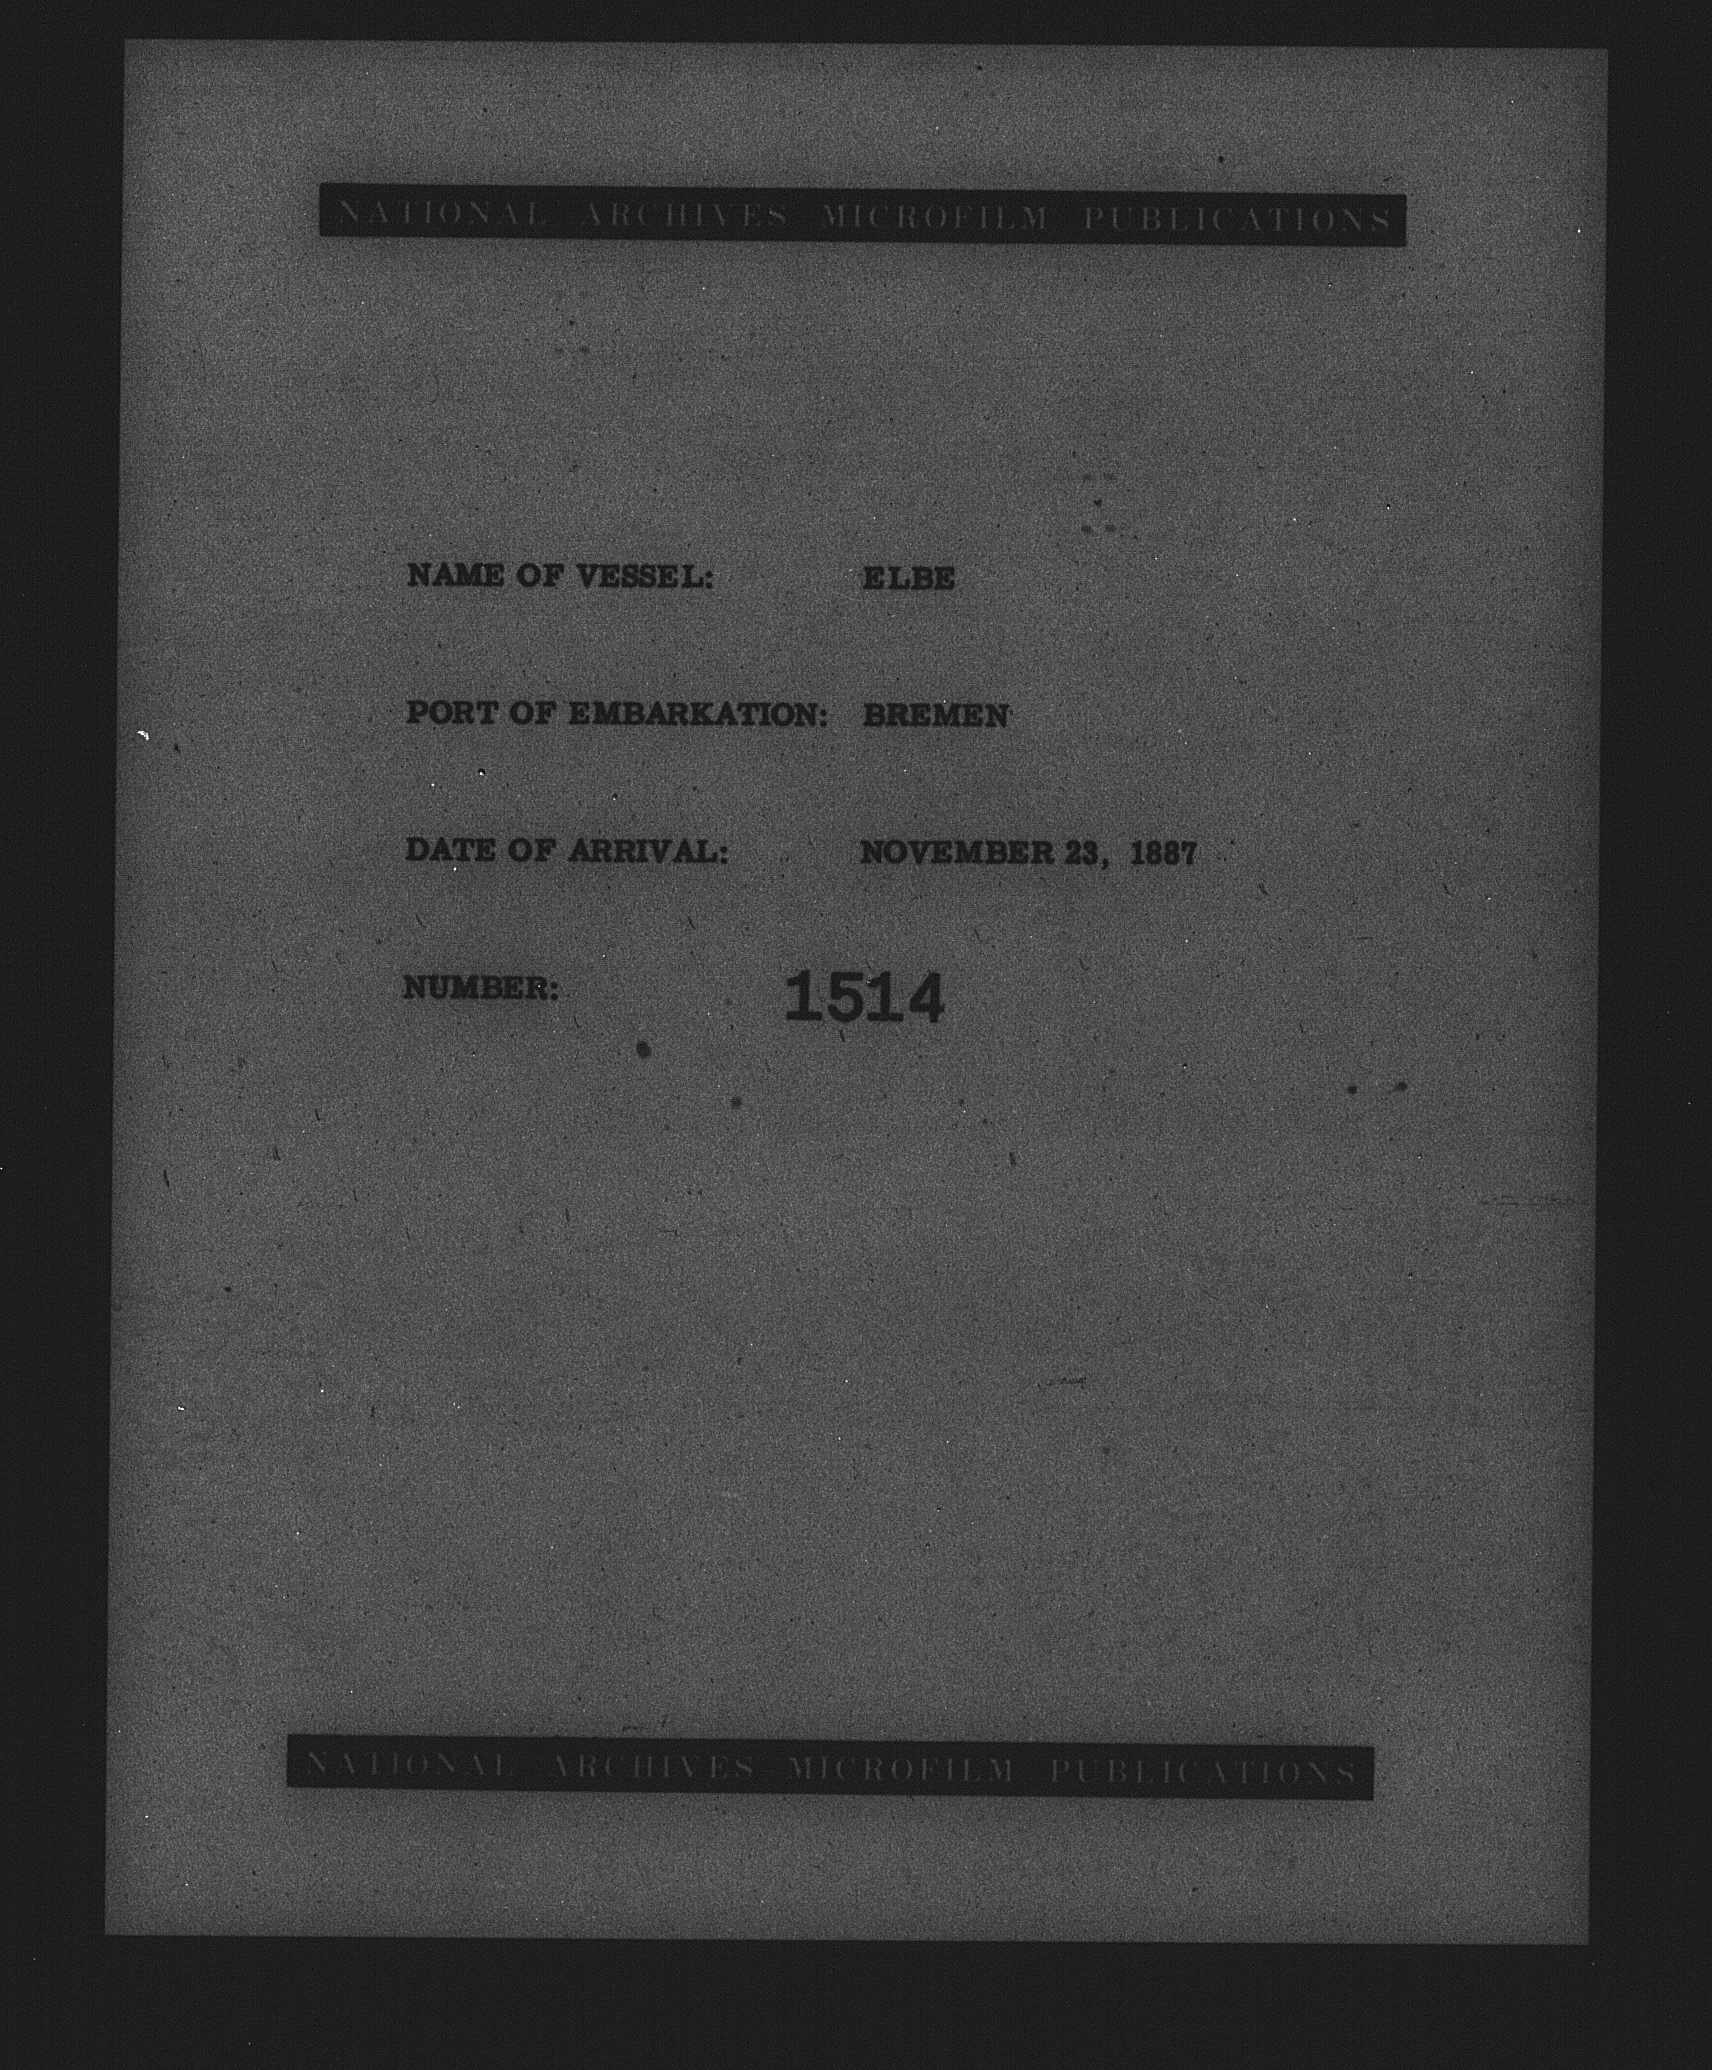 NATIONAL ARCHIVES MICROFILM PUBLICATIONS
NAME OF VESSEL: ELBE
PORT OF EMBARKATION: BREMEN
DATE OF ARRIVAL: NOVEMBER 23, 1887
NUMBER: 1514
NATIONAL ARCHIVES MICROFILM PUBLICATIONS